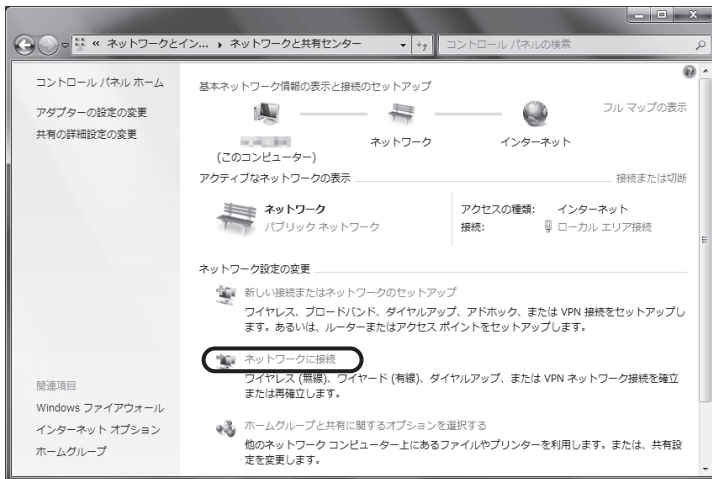 « ネットワークとイン... ▸ ネットワークと共有センター
コントロール パネルの検索
コントロール パネル ホーム
アダプターの設定の変更
共有の詳細設定の変更
基本ネットワーク情報の表示と接続のセットアップ
フル マップの表示
ネットワーク
インターネット
(このコンピューター)
アクティブなネットワークの表示
接続または切断
ネットワーク
パブリック ネットワーク
アクセスの種類: インターネット
接続: ローカル エリア接続
ネットワーク設定の変更
新しい接続またはネットワークのセットアップ
ワイヤレス、ブロードバンド、ダイヤルアップ、アドホック、または VPN 接続をセットアップし
ます。あるいは、ルーターまたはアクセス ポイントをセットアップします。
ネットワークに接続
ワイヤレス (無線)、ワイヤード (有線)、ダイヤルアップ、または VPN ネットワーク接続を確立
または再確立します。
ホームグループと共有に関するオプションを選択する
他のネットワーク コンピューター上にあるファイルやプリンターを利用します。または、共有設
定を変更します。
関連項目
Windows ファイアウォール
インターネット オプション
ホームグループ